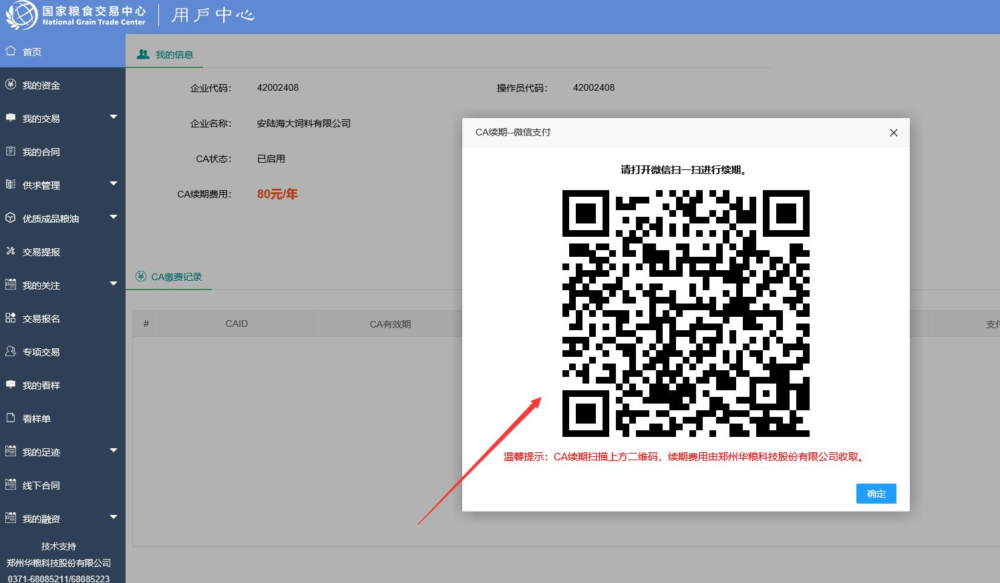 国家粮食交易中心
National Grain Trade Center
用户中心
首页
我的资金
我的交易
我的合同
供求管理
优质成品粮油
交易提报
我的关注
交易报名
专项交易
我的看样
看样单
我的足迹
线下合同
我的融资
技术支持
郑州华粮科技股份有限公司
0371-68085211/68085223
我的信息
企业代码： 42002408 操作员代码： 42002408
企业名称： 安陆海大饲料有限公司
CA状态： 已启用
CA续期费用： 80元/年
CA缴费记录
# CAID CA有效期 支付
CA续期--微信支付
请打开微信扫一扫进行续期。
温馨提示：CA续期扫描上方二维码，续期费用由郑州华粮科技股份有限公司收取。
确定